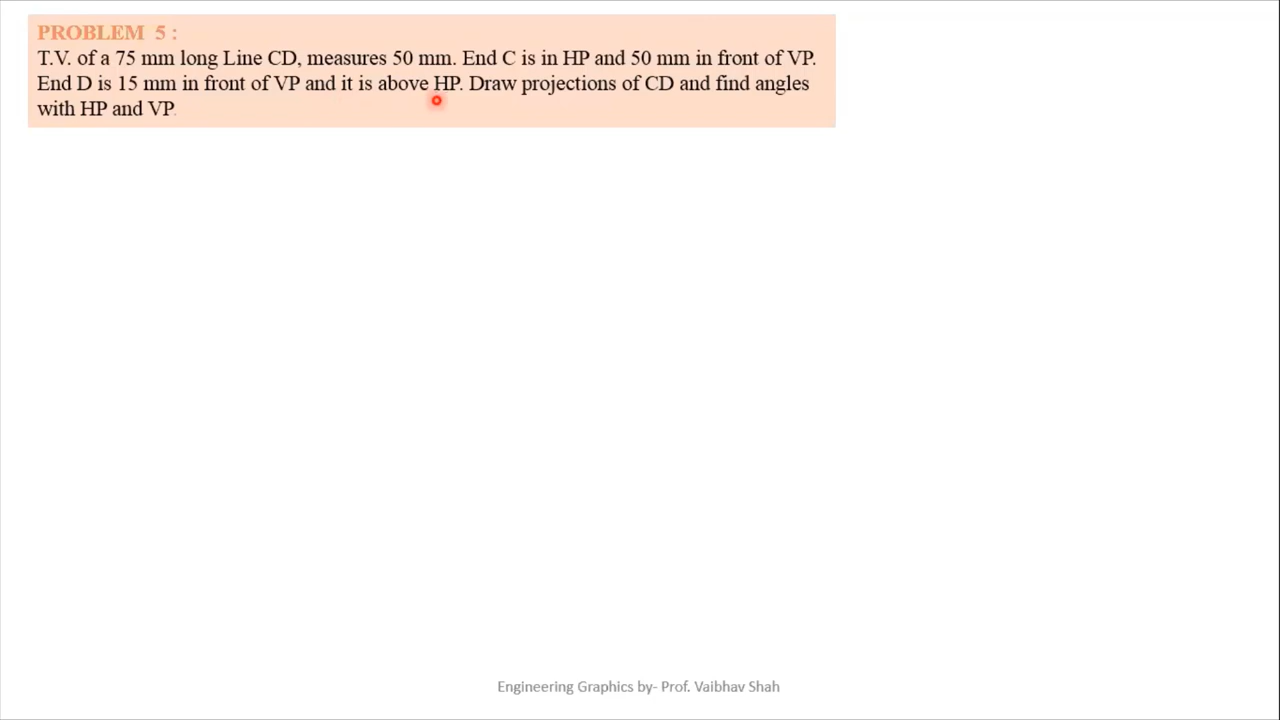 PROBLEM 5 :
T.V. of a 75 mm long Line CD, measures 50 mm. End C is in HP and 50 mm in front of VP.
End D is 15 mm in front of VP and it is above HP. Draw projections of CD and find angles
with HP and VP.
Engineering Graphics by- Prof. Vaibhav Shah